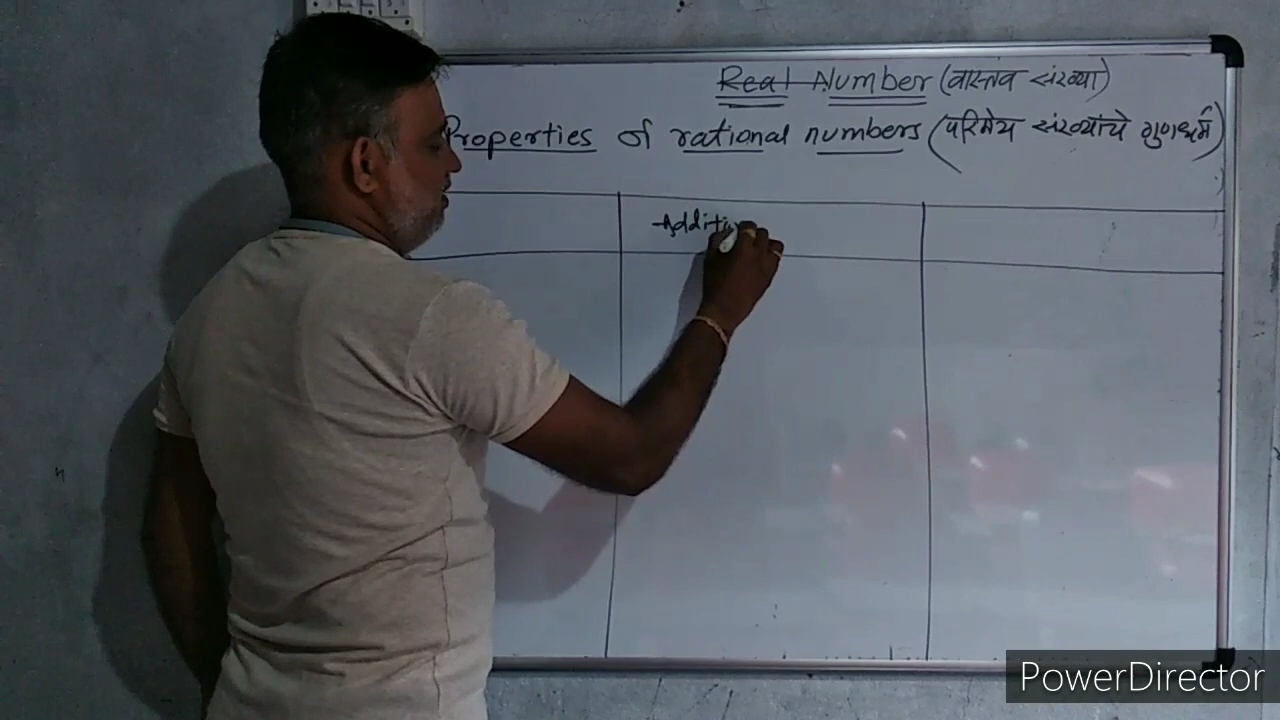 Real Number (वास्तव संख्या)
Properties of rational numbers (परिमेय संख्यांचे गुणधर्म)
Additi
PowerDirector